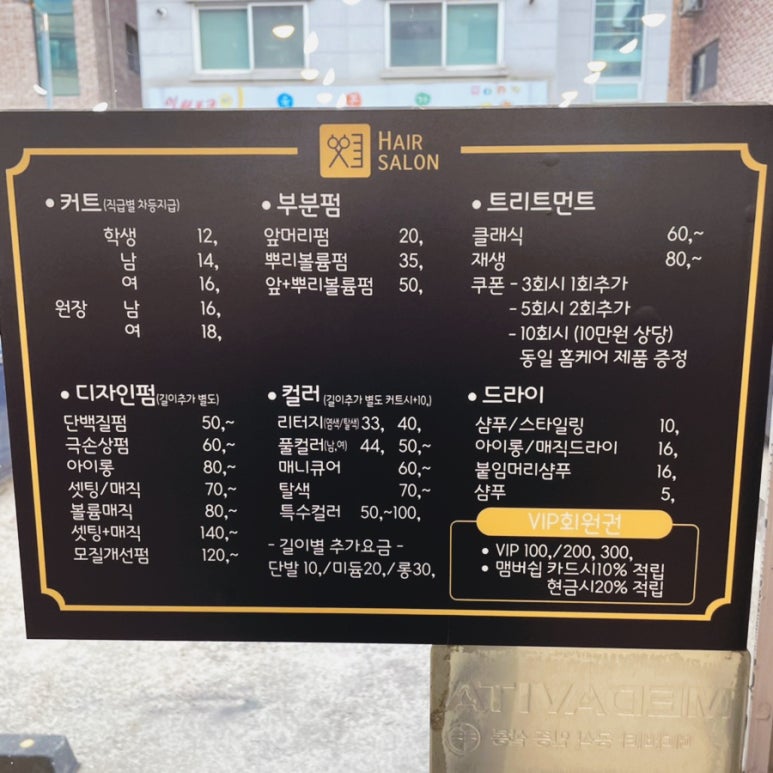 HAIR
SALON
• 커트(직급별 차등지급)
학생 12,
남 14,
여 16,
원장 남 16,
여 18,
• 부분펌
앞머리펌 20,
뿌리볼륨펌 35,
앞+뿌리볼륨펌 50,
• 트리트먼트
클래식 60,~
재생 80,~
쿠폰 - 3회시 1회추가
- 5회시 2회추가
- 10회시 (10만원 상당)
동일 홈케어 제품 증정
• 디자인펌(길이추가 별도)
단백질펌 50,~
극손상펌 60,~
아이롱 80,~
셋팅/매직 70,~
볼륨매직 80,~
셋팅+매직 140,~
모질개선펌 120,~
• 컬러(길이추가 별도 커트시+10,)
리터지(염색/탈색) 33, 40,
풀컬러(남,여) 44, 50,~
매니큐어 60,~
탈색 70,~
특수컬러 50,~100,
- 길이별 추가요금 -
단발 10,/미듐20,/롱30,
• 드라이
샴푸/스타일링 10,
아이롱/매직드라이 16,
붙임머리샴푸 16,
샴푸 5,
VIP회원권
• VIP 100,/200, 300,
• 맴버쉽 카드시10% 적립
현금시20% 적립
MEDAVITA